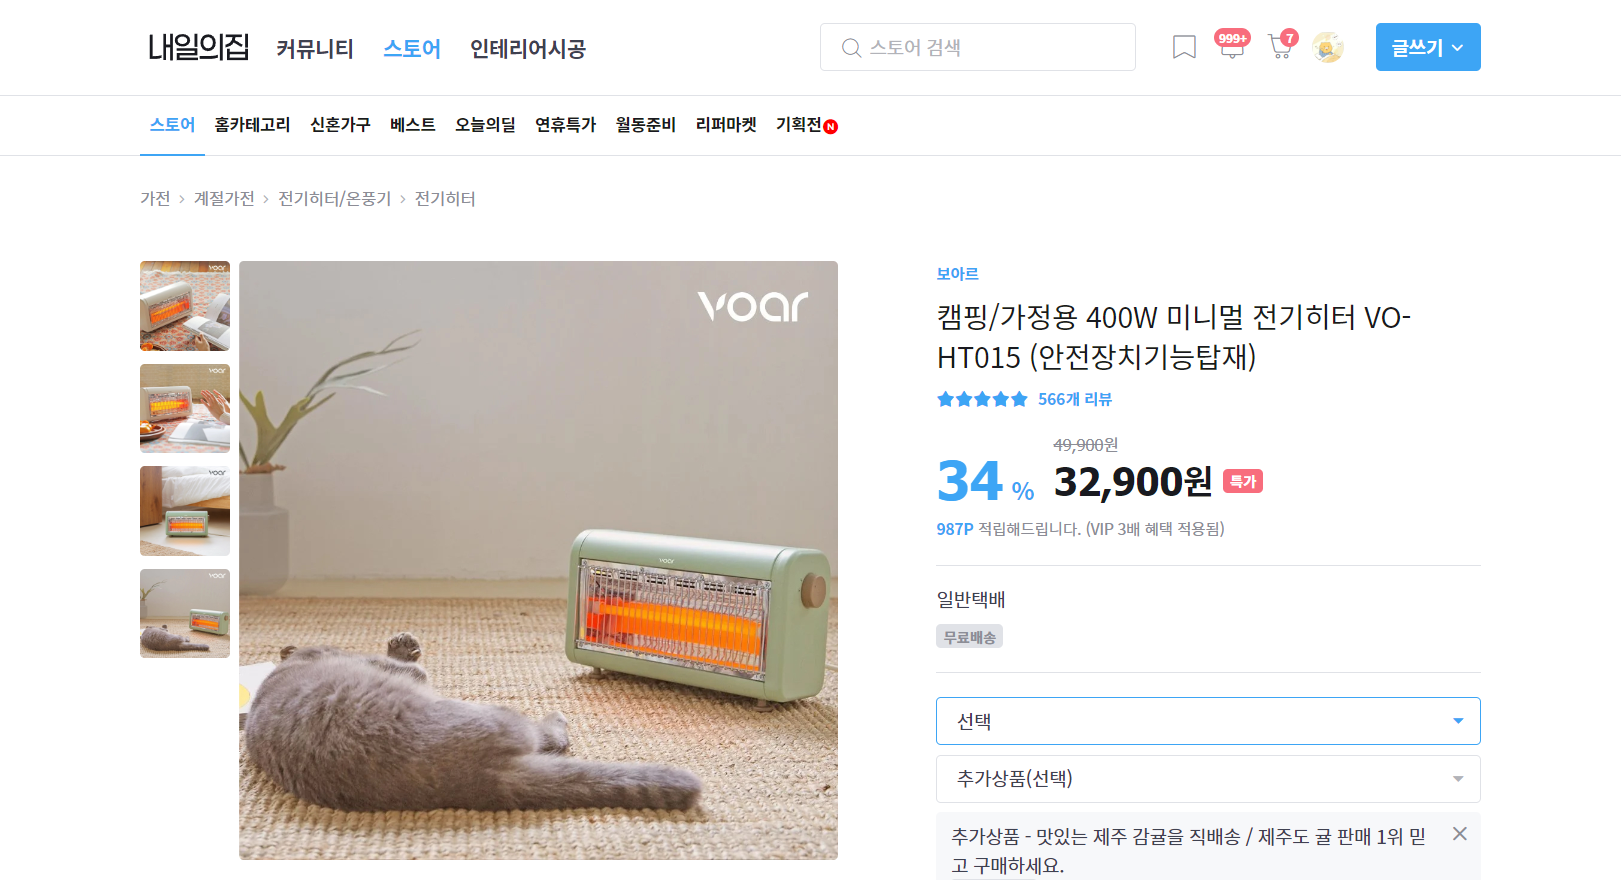 내일의집 커뮤니티 스토어 인테리어시공 스토어 검색 999+ 7 글쓰기
스토어 홈카테고리 신혼가구 베스트 오늘의딜 연휴특가 월동준비 리퍼마켓 기획전 N
가전 > 계절가전 > 전기히터/온풍기 > 전기히터
voar
voar
voar
voar
voar
voar
보아르
캠핑/가정용 400W 미니멀 전기히터 VO-
HT015 (안전장치기능탑재)
566개 리뷰
49,900원
34 % 32,900원 특가
987P 적립해드립니다. (VIP 3배 혜택 적용됨)
일반택배
무료배송
선택
추가상품(선택)
추가상품 - 맛있는 제주 감귤을 직배송 / 제주도 귤 판매 1위 믿
고 구매하세요.